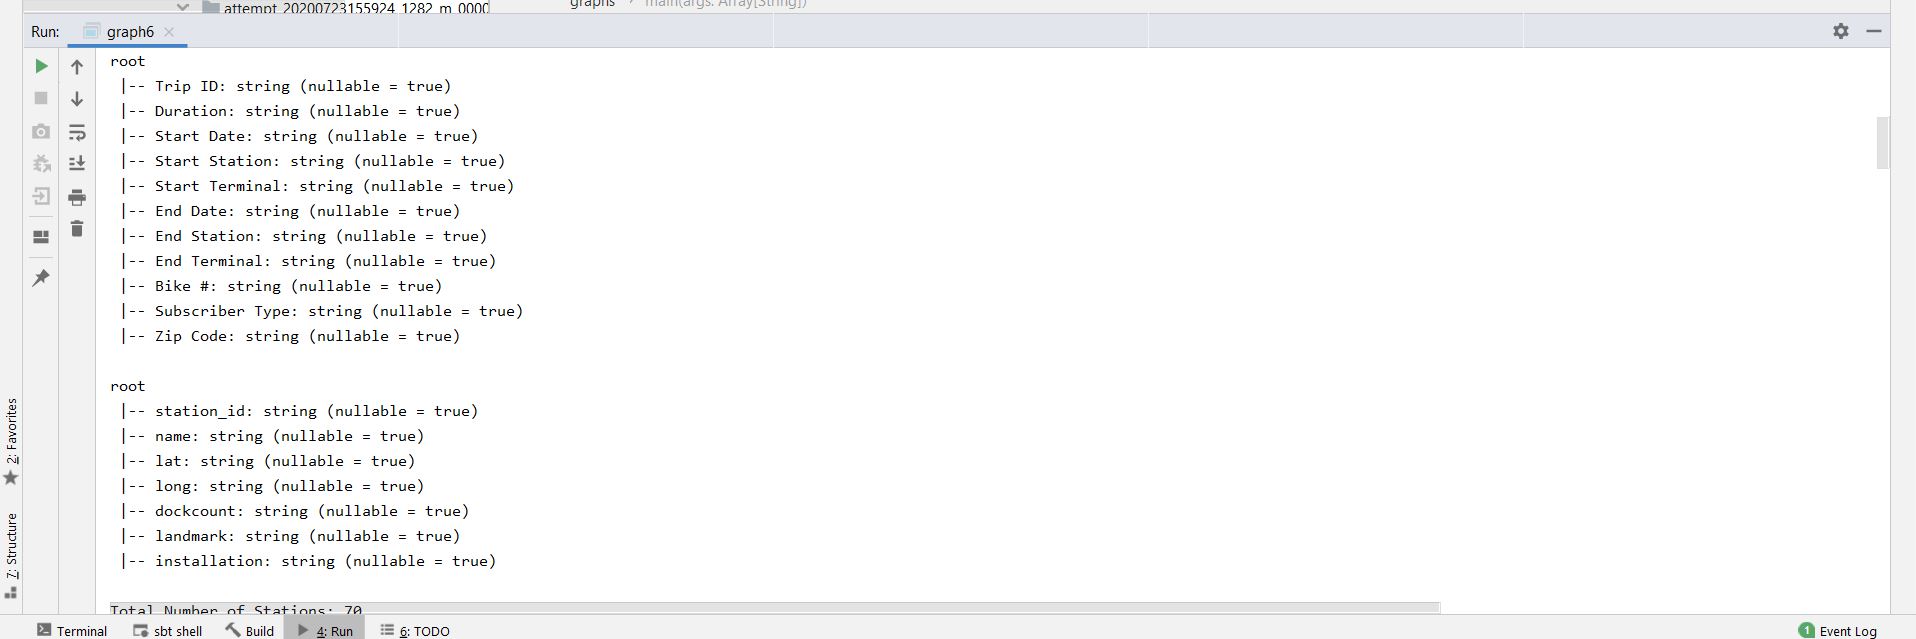 attempt_20200723155924_1282_m_0000
graphs > main(args: Array[String])
Run: graph6
root
|-- Trip ID: string (nullable = true)
|-- Duration: string (nullable = true)
|-- Start Date: string (nullable = true)
|-- Start Station: string (nullable = true)
|-- Start Terminal: string (nullable = true)
|-- End Date: string (nullable = true)
|-- End Station: string (nullable = true)
|-- End Terminal: string (nullable = true)
|-- Bike #: string (nullable = true)
|-- Subscriber Type: string (nullable = true)
|-- Zip Code: string (nullable = true)
root
|-- station_id: string (nullable = true)
|-- name: string (nullable = true)
|-- lat: string (nullable = true)
|-- long: string (nullable = true)
|-- dockcount: string (nullable = true)
|-- landmark: string (nullable = true)
|-- installation: string (nullable = true)
Total Number of Stations: 70
2: Favorites
7: Structure
Terminal sbt shell Build 4: Run 6: TODO 1 Event Log